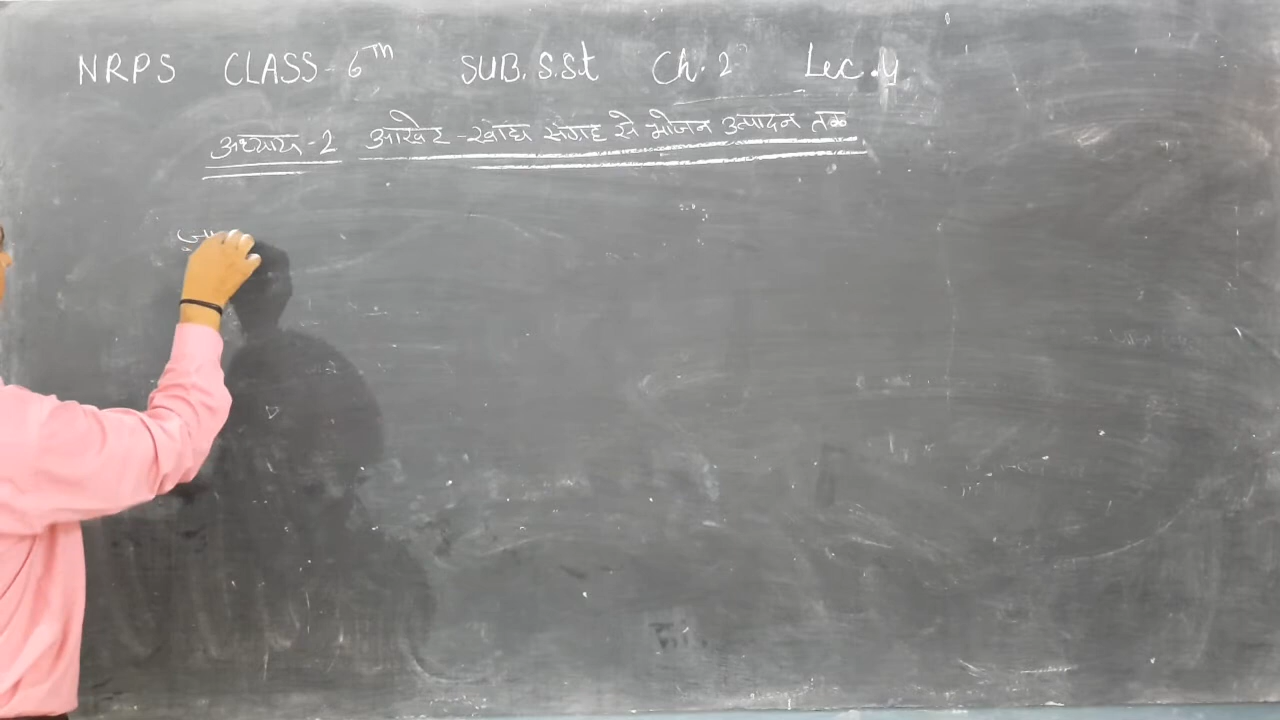 NRPS CLASS-6th SUB. S.St Ch. 2 Lec. 4
अध्याय-2 आखेट-खाद्य संग्रह से भोजन उत्पादन तक